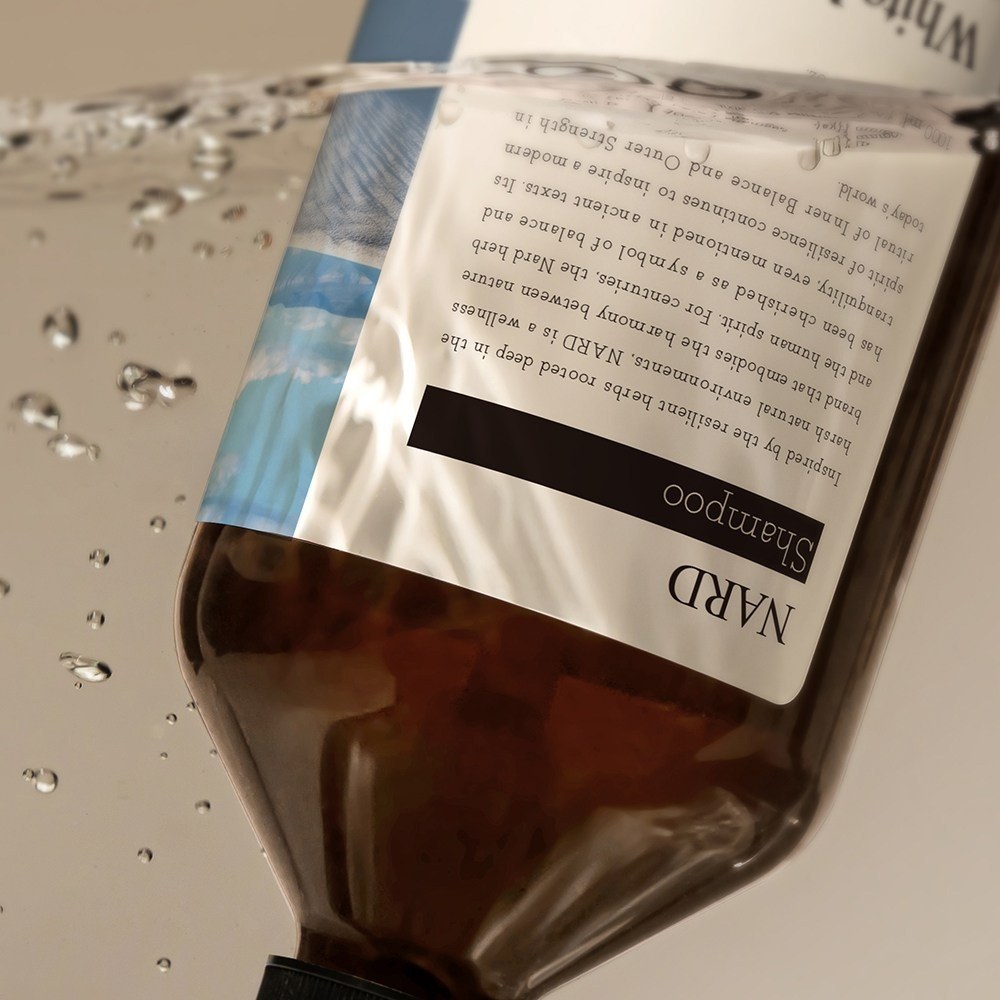 NARD
Shampoo
Inspired by the resilient herbs rooted deep in the
harsh natural environments, NARD is a wellness
brand that embodies the harmony between nature
and the human spirit. For centuries, the Nard herb
has been cherished as a symbol of balance and
tranquility, even mentioned in ancient texts. Its
spirit of resilience continues to inspire a modern
ritual of Inner Balance and Outer Strength in
today's world.
1000 ml
White